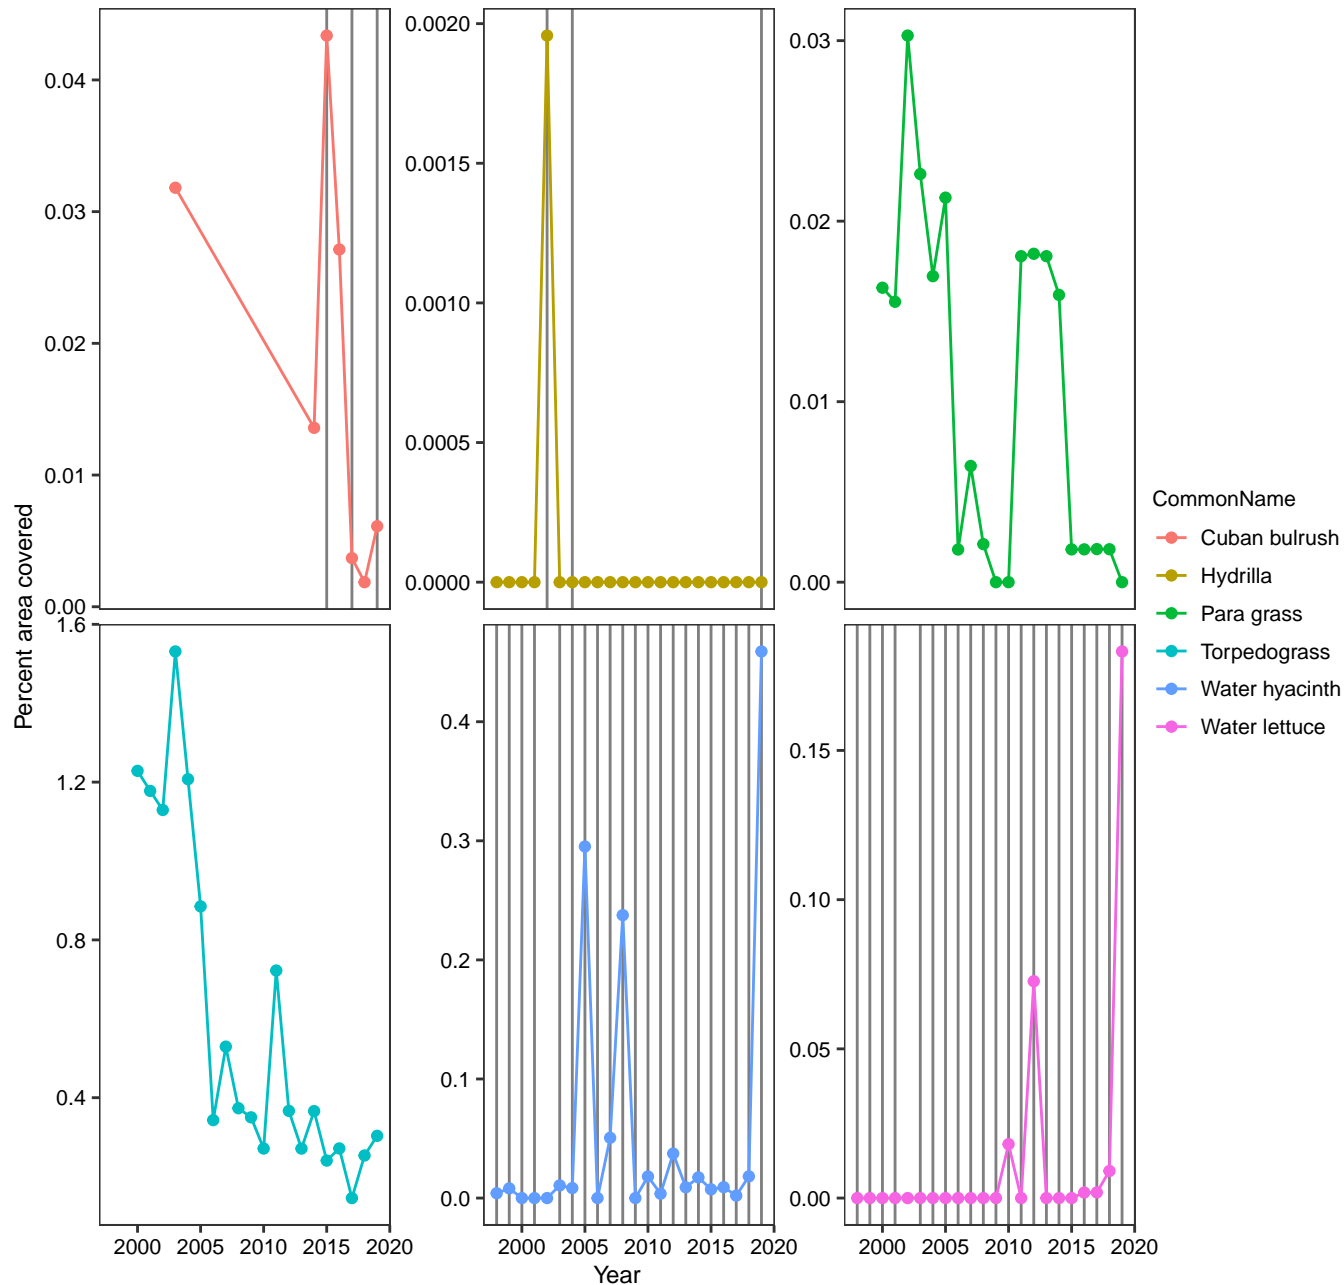 Percent area covered
0.04
0.03
0.02
0.01
0.00
0.0020
0.0015
0.0010
0.0005
0.0000
0.03
0.02
0.01
0.00
1.6
1.2
0.8
0.4
0.4
0.3
0.2
0.1
0.0
0.15
0.10
0.05
0.00
2000 2005 2010 2015 2020
2000 2005 2010 2015 2020
2000 2005 2010 2015 2020
Year
CommonName
Cuban bulrush
Hydrilla
Para grass
Torpedograss
Water hyacinth
Water lettuce